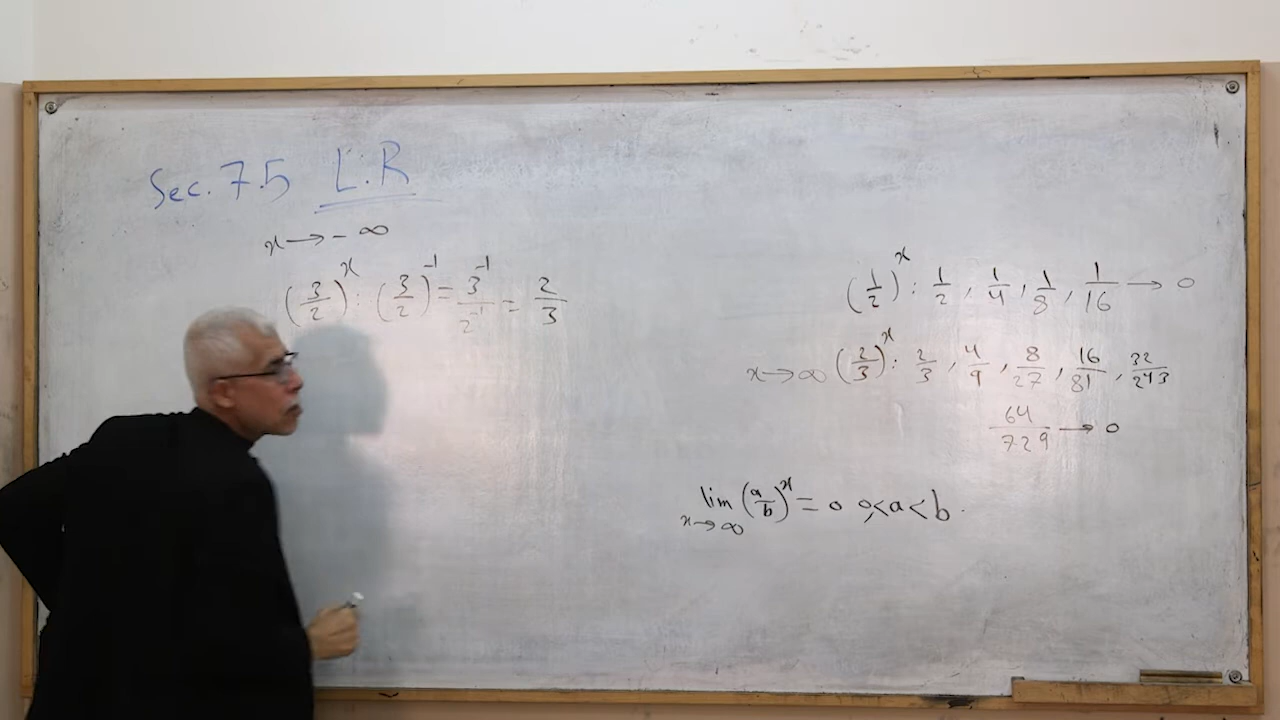 Sec. 7.5 L.R
x → - ∞
(3/2)^x : (3/2)^-1 = 3^-1/2^-1 = 2/3
(1/2)^x : 1/2 , 1/4 , 1/8 , 1/16 → 0
x → ∞ (2/3)^x : 2/3 , 4/9 , 8/27 , 16/81 , 32/243
64/729 → 0
lim x→∞ (a/b)^x = 0 0<a<b